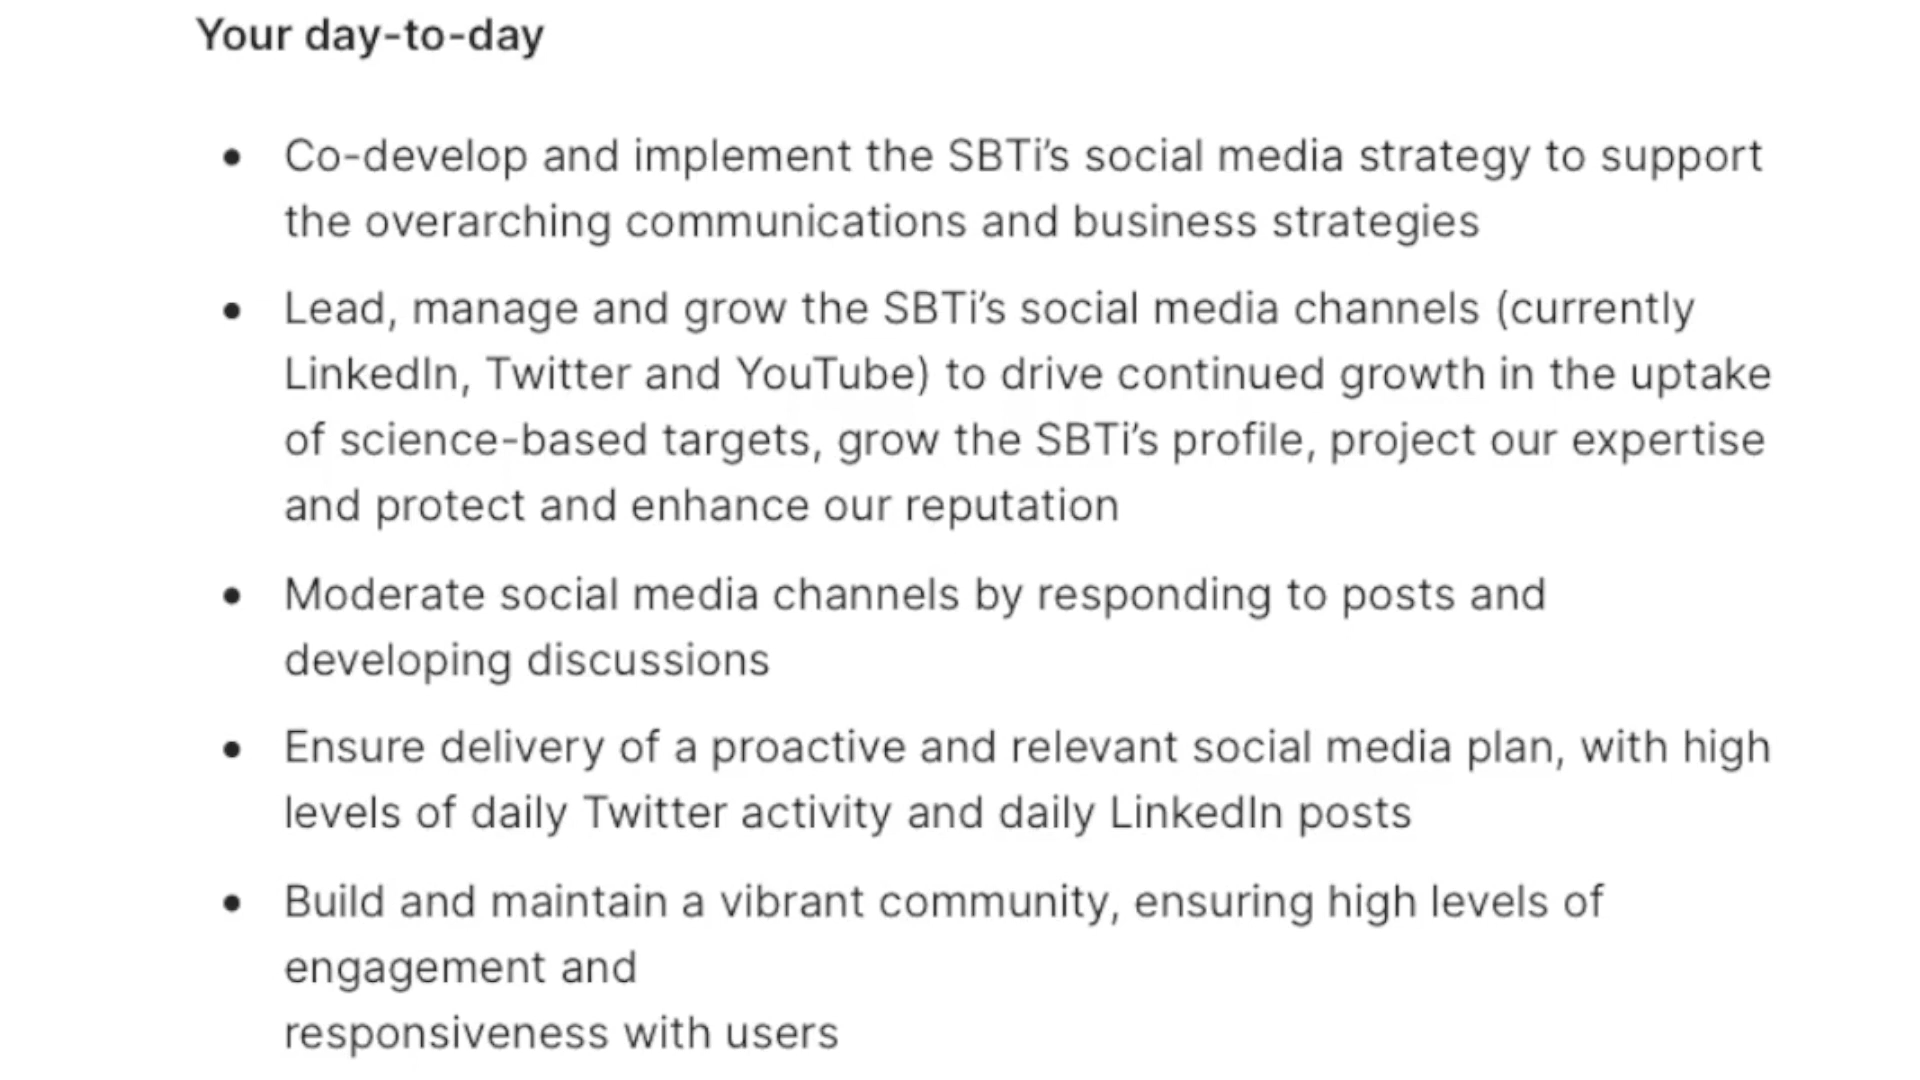 Your day-to-day
• Co-develop and implement the SBTi’s social media strategy to support
the overarching communications and business strategies
• Lead, manage and grow the SBTi’s social media channels (currently
LinkedIn, Twitter and YouTube) to drive continued growth in the uptake
of science-based targets, grow the SBTi’s profile, project our expertise
and protect and enhance our reputation
• Moderate social media channels by responding to posts and
developing discussions
• Ensure delivery of a proactive and relevant social media plan, with high
levels of daily Twitter activity and daily LinkedIn posts
• Build and maintain a vibrant community, ensuring high levels of
engagement and
responsiveness with users